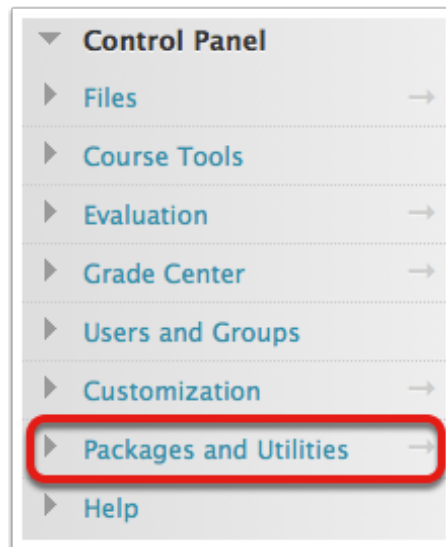 Control Panel
Files
Course Tools
Evaluation
Grade Center
Users and Groups
Customization
Packages and Utilities
Help